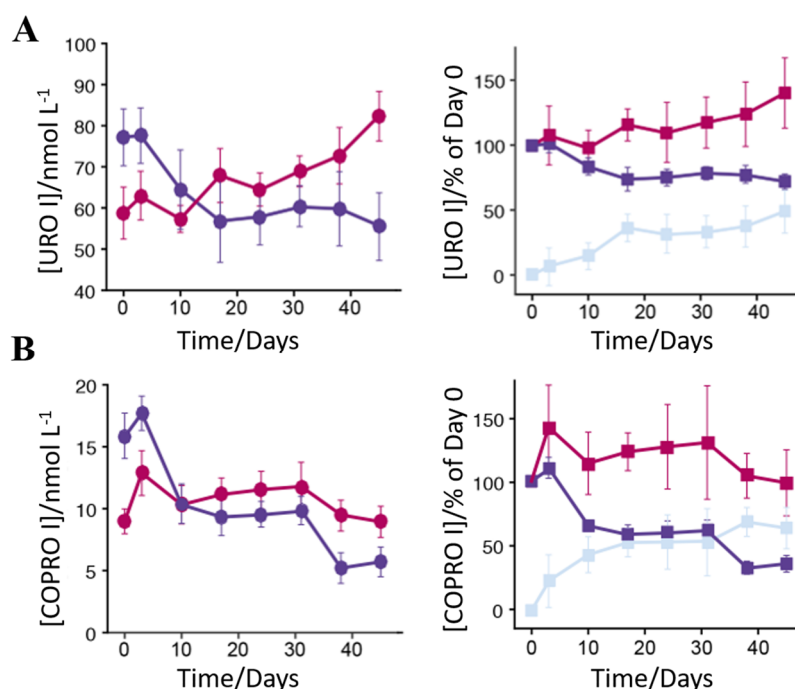 A
[URO I]/nmol L-1
100
90
80
70
60
50
40
0 10 20 30 40
Time/Days
[URO I]/% of Day 0
150
100
50
0
0 10 20 30 40
Time/Days
B
[COPRO I]/nmol L-1
20
15
10
5
0
0 10 20 30 40
Time/Days
[COPRO I]/% of Day 0
150
100
50
0
0 10 20 30 40
Time/Days